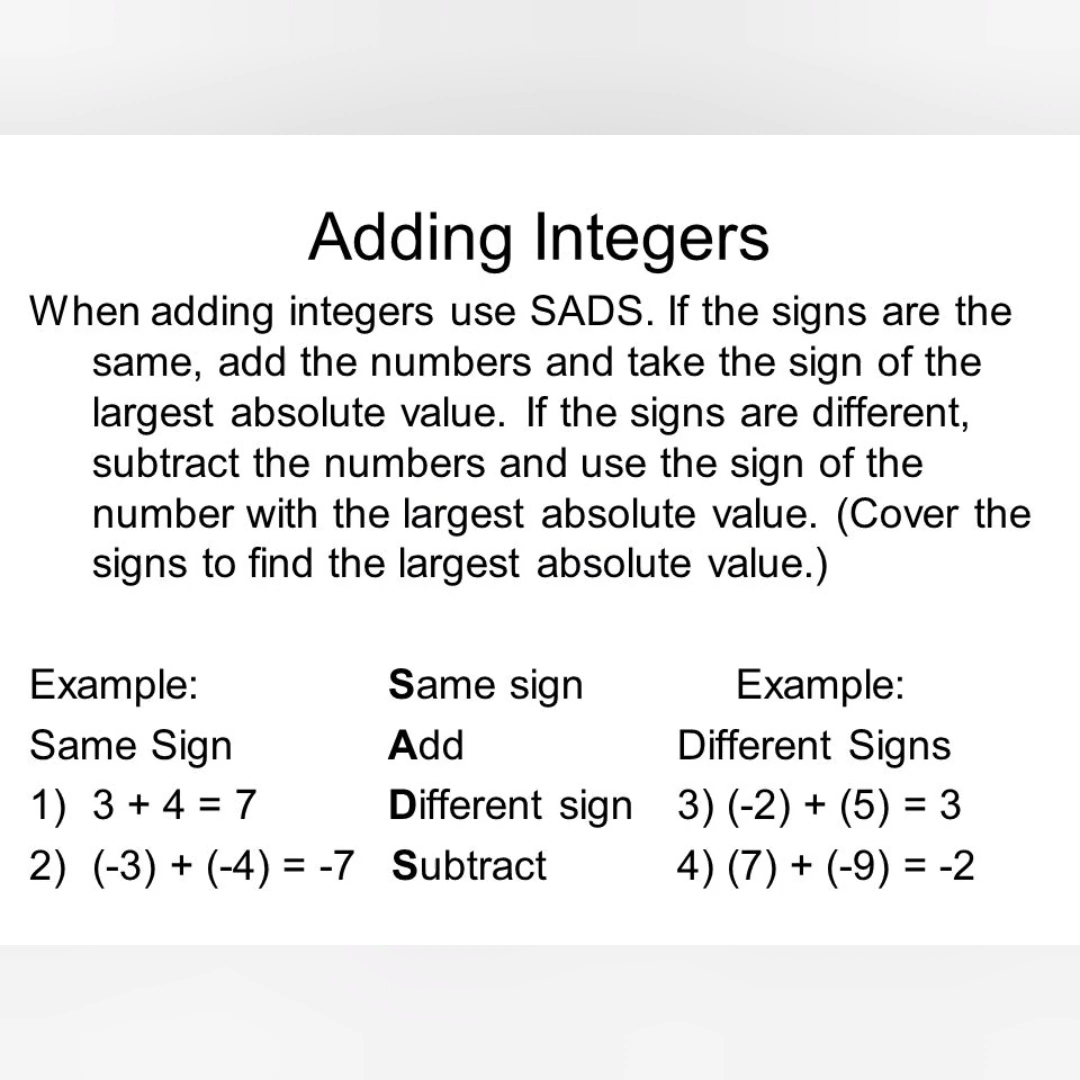 Adding Integers
When adding integers use SADS. If the signs are the
same, add the numbers and take the sign of the
largest absolute value. If the signs are different,
subtract the numbers and use the sign of the
number with the largest absolute value. (Cover the
signs to find the largest absolute value.)
Example:
Same Sign
1) 3 + 4 = 7
2) (-3) + (-4) = -7
Same sign
Add
Different sign
Subtract
Example:
Different Signs
3) (-2) + (5) = 3
4) (7) + (-9) = -2